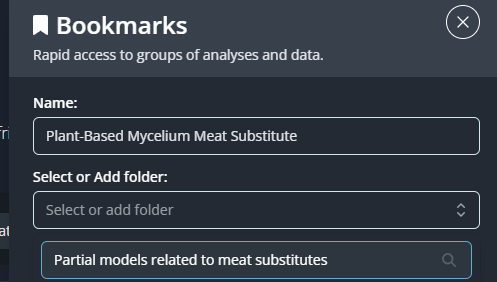 Bookmarks
Rapid access to groups of analyses and data.
Name:
Plant-Based Mycelium Meat Substitute
Select or Add folder:
Select or add folder
Partial models related to meat substitutes